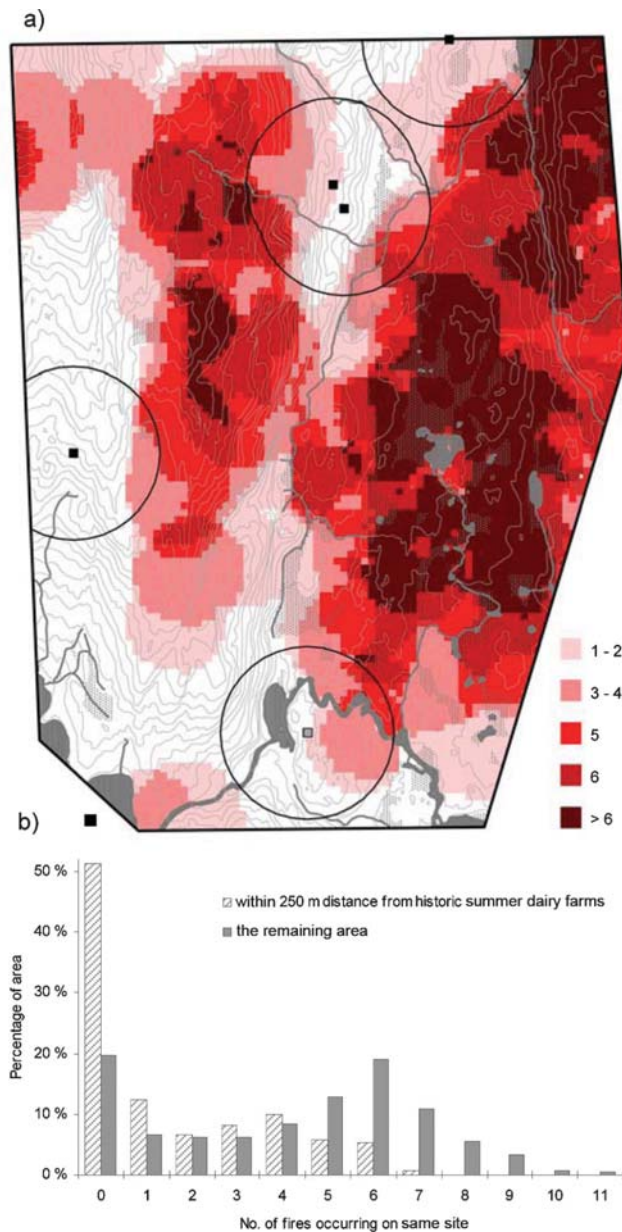 a)
1 - 2
3 - 4
5
6
> 6
b)
50 %
40 %
30 %
20 %
10 %
0 %
Percentage of area
within 250 m distance from historic summer dairy farms
the remaining area
0 1 2 3 4 5 6 7 8 9 10 11
No. of fires occurring on same site